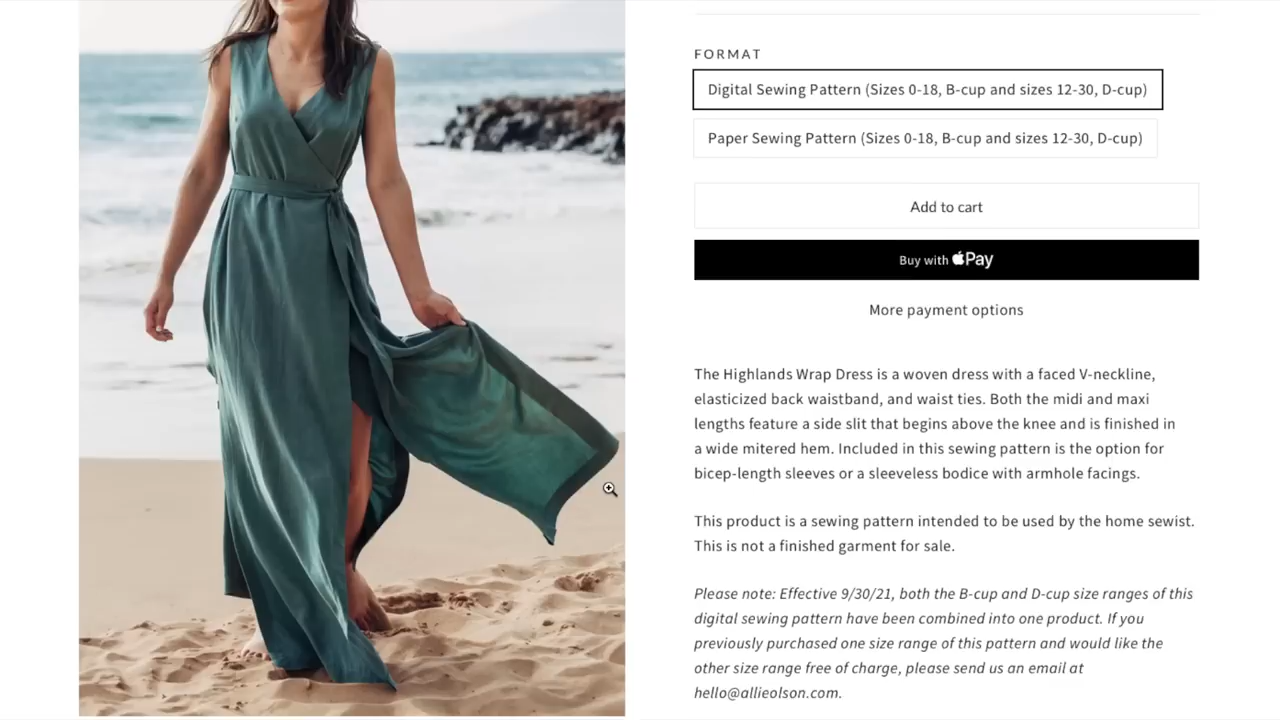 FORMAT
Digital Sewing Pattern (Sizes 0-18, B-cup and sizes 12-30, D-cup)
Paper Sewing Pattern (Sizes 0-18, B-cup and sizes 12-30, D-cup)
Add to cart
Buy with Pay
More payment options
The Highlands Wrap Dress is a woven dress with a faced V-neckline,
elasticized back waistband, and waist ties. Both the midi and maxi
lengths feature a side slit that begins above the knee and is finished in
a wide mitered hem. Included in this sewing pattern is the option for
bicep-length sleeves or a sleeveless bodice with armhole facings.
This product is a sewing pattern intended to be used by the home sewist.
This is not a finished garment for sale.
Please note: Effective 9/30/21, both the B-cup and D-cup size ranges of this
digital sewing pattern have been combined into one product. If you
previously purchased one size range of this pattern and would like the
other size range free of charge, please send us an email at
hello@allieolson.com.